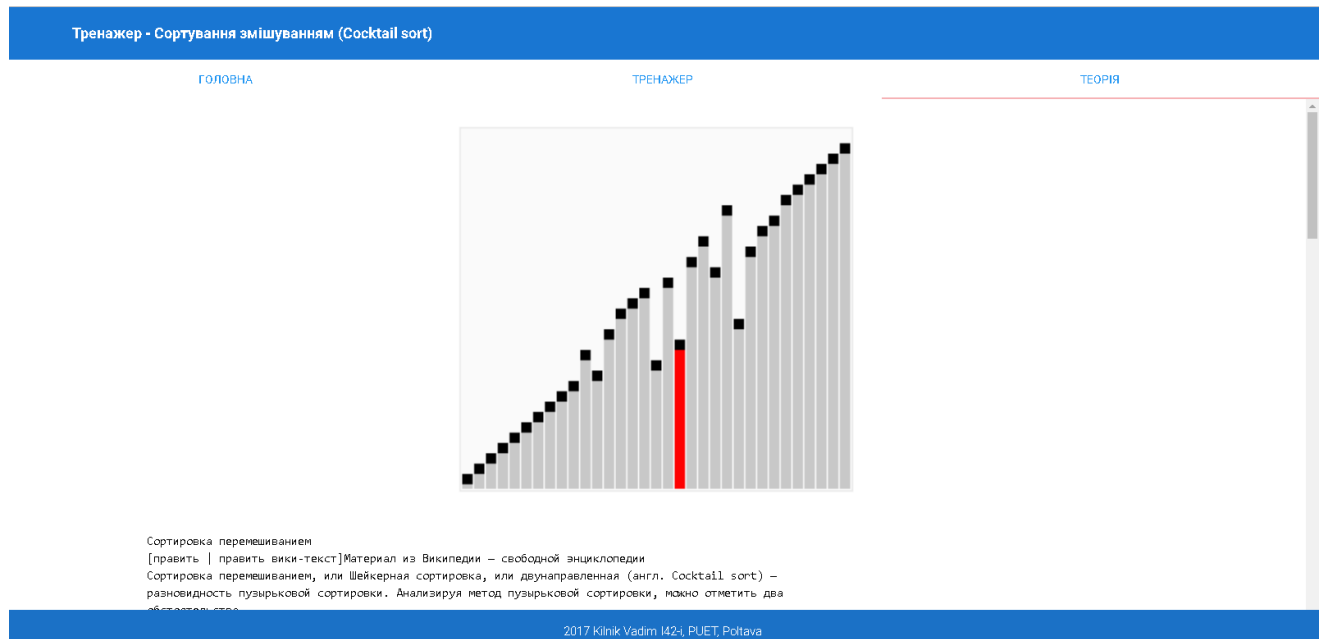 Тренажер - Сортування змішуванням (Cocktail sort)
ГОЛОВНА
ТРЕНАЖЕР
ТЕОРІЯ
Сортировка перемешиванием
[править | править вики-текст]Материал из Википедии — свободной энциклопедии
Сортировка перемешиванием, или Шейкерная сортировка, или двунаправленная (англ. Cocktail sort) —
разновидность пузырьковой сортировки. Анализируя метод пузырьковой сортировки, можно отметить два
2017 Kilnik Vadim I42-i, PUET, Poltava